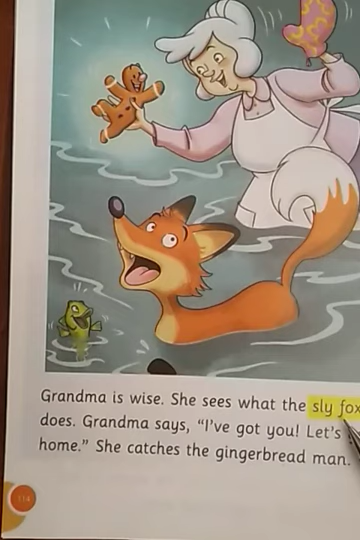 Grandma is wise. She sees what the sly fox
does. Grandma says, “I’ve got you! Let’s
home.” She catches the gingerbread man.
114